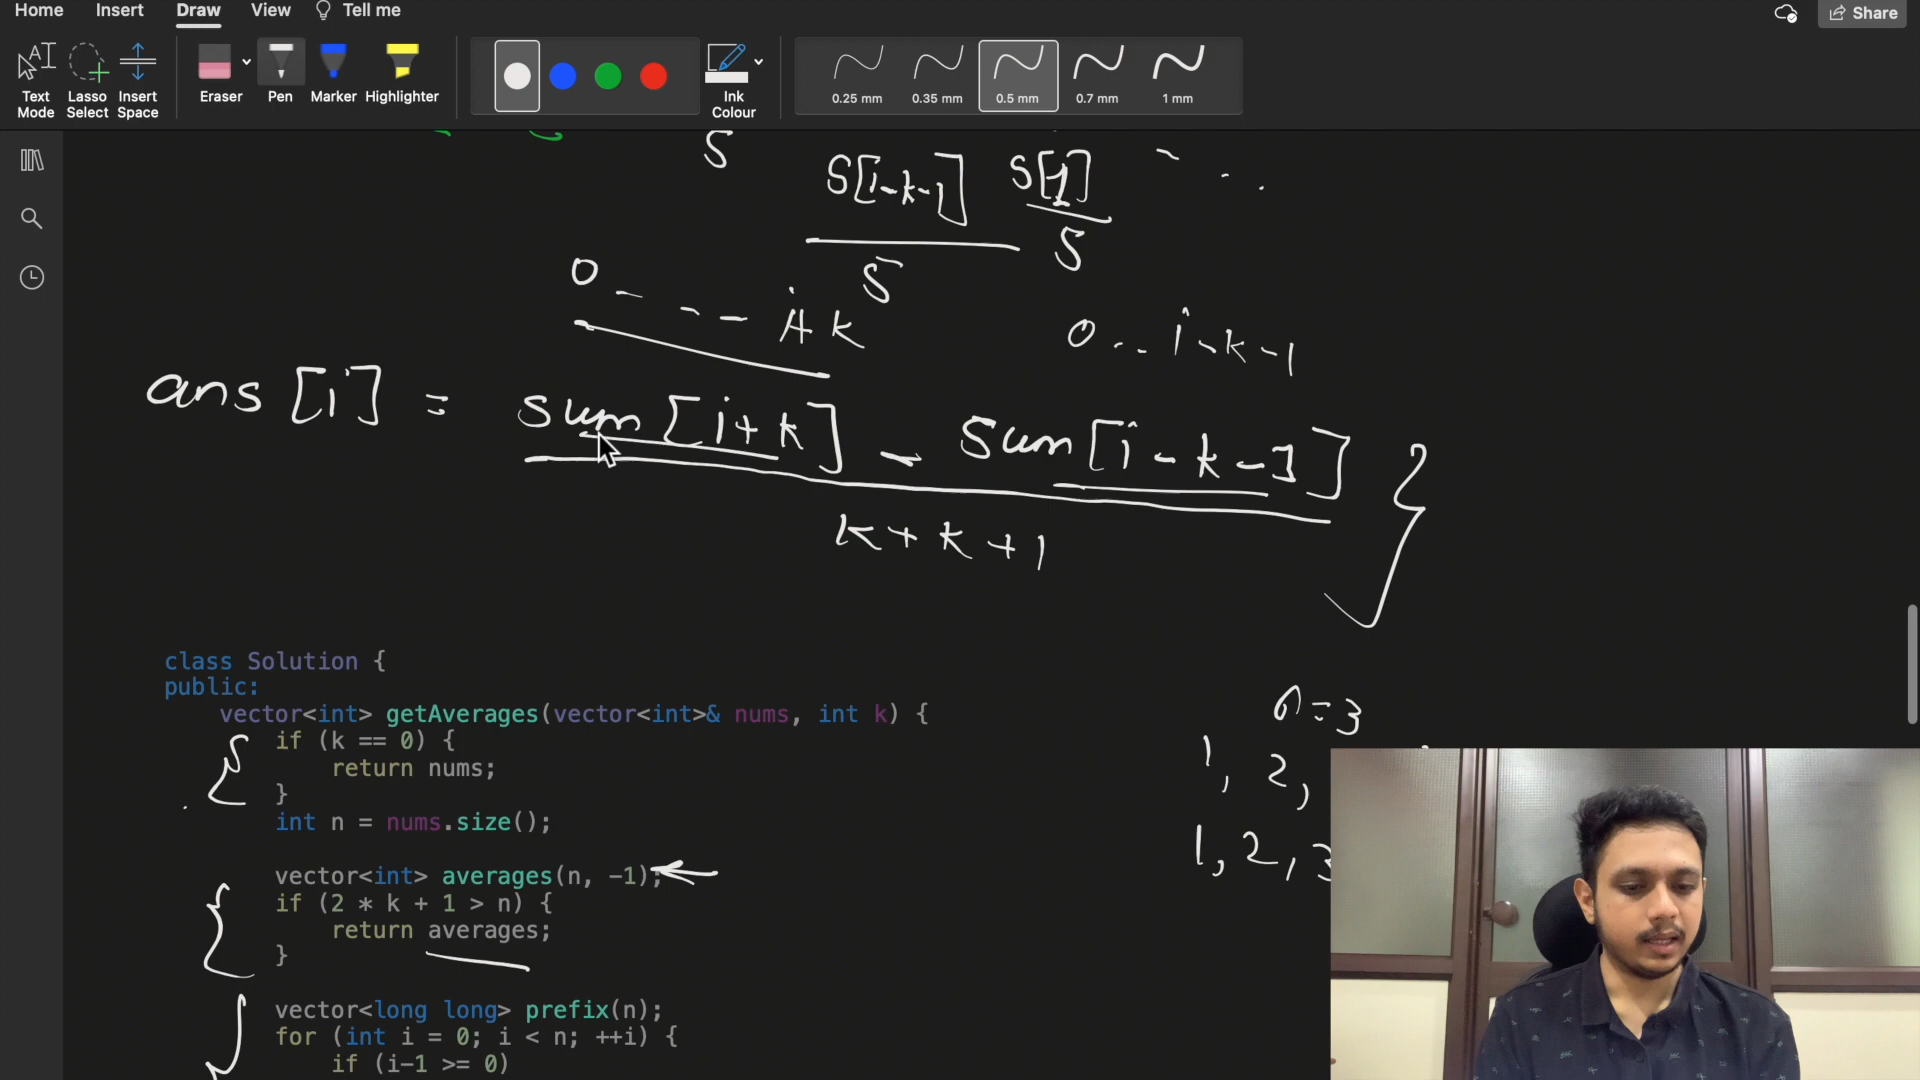 Home Insert Draw View Tell me Share
Text Mode Lasso Select Insert Space Eraser Pen Marker Highlighter Ink Colour 0.25 mm 0.35 mm 0.5 mm 0.7 mm 1 mm
5
S[i-k-1] S[1]
5 5
0 - - - i+k 0 .. i-k-1
ans [i] = sum [i+k] - sum [i-k-1]
k+k+1
class Solution {
public:
vector<int> getAverages(vector<int>& nums, int k) {
n=3
if (k == 0) {
return nums;
1, 2,
}
int n = nums.size();
1, 2, 3
vector<int> averages(n, -1);
if (2 * k + 1 > n) {
return averages;
}
vector<long long> prefix(n);
for (int i = 0; i < n; ++i) {
if (i-1 >= 0)